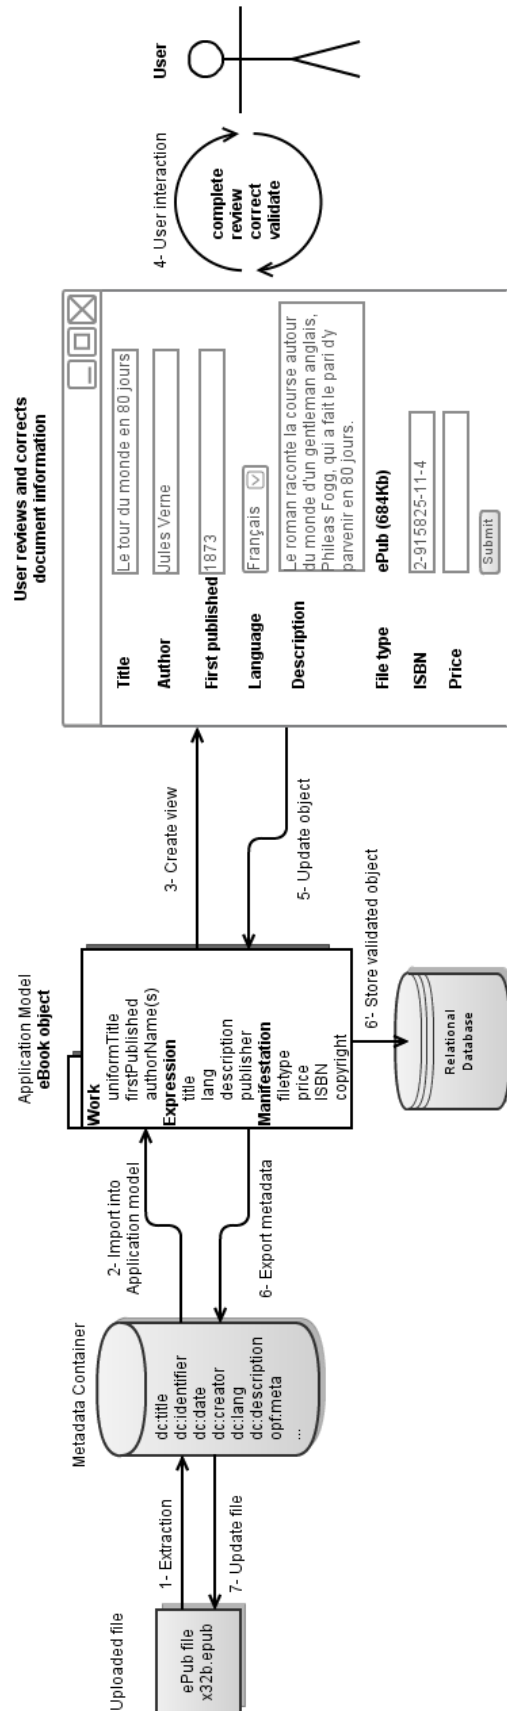 Uploaded file
ePub file
x32b.epub
1- Extraction
7- Update file
Metadata Container
dc:title
dc:identifier
dc:date
dc:creator
dc:lang
dc:description
opf:meta
...
2- Import into
Application model
6- Export metadata
Application Model
eBook object
Work
uniformTitle
firstPublished
authorName(s)
Expression
title
lang
description
publisher
Manifestation
filetype
price
ISBN
copyright
6'- Store validated object
Relational
Database
3- Create view
5- Update object
User reviews and corrects
document information
Title Le tour du monde en 80 jours
Author Jules Verne
First published 1873
Language Français
Description Le roman raconte la course autour
du monde d'un gentleman anglais,
Phileas Fogg, qui a fait le pari d'y
parvenir en 80 jours.
File type ePub (684Kb)
ISBN 2-915825-11-4
Price
Submit
4- User interaction
complete
review
correct
validate
User